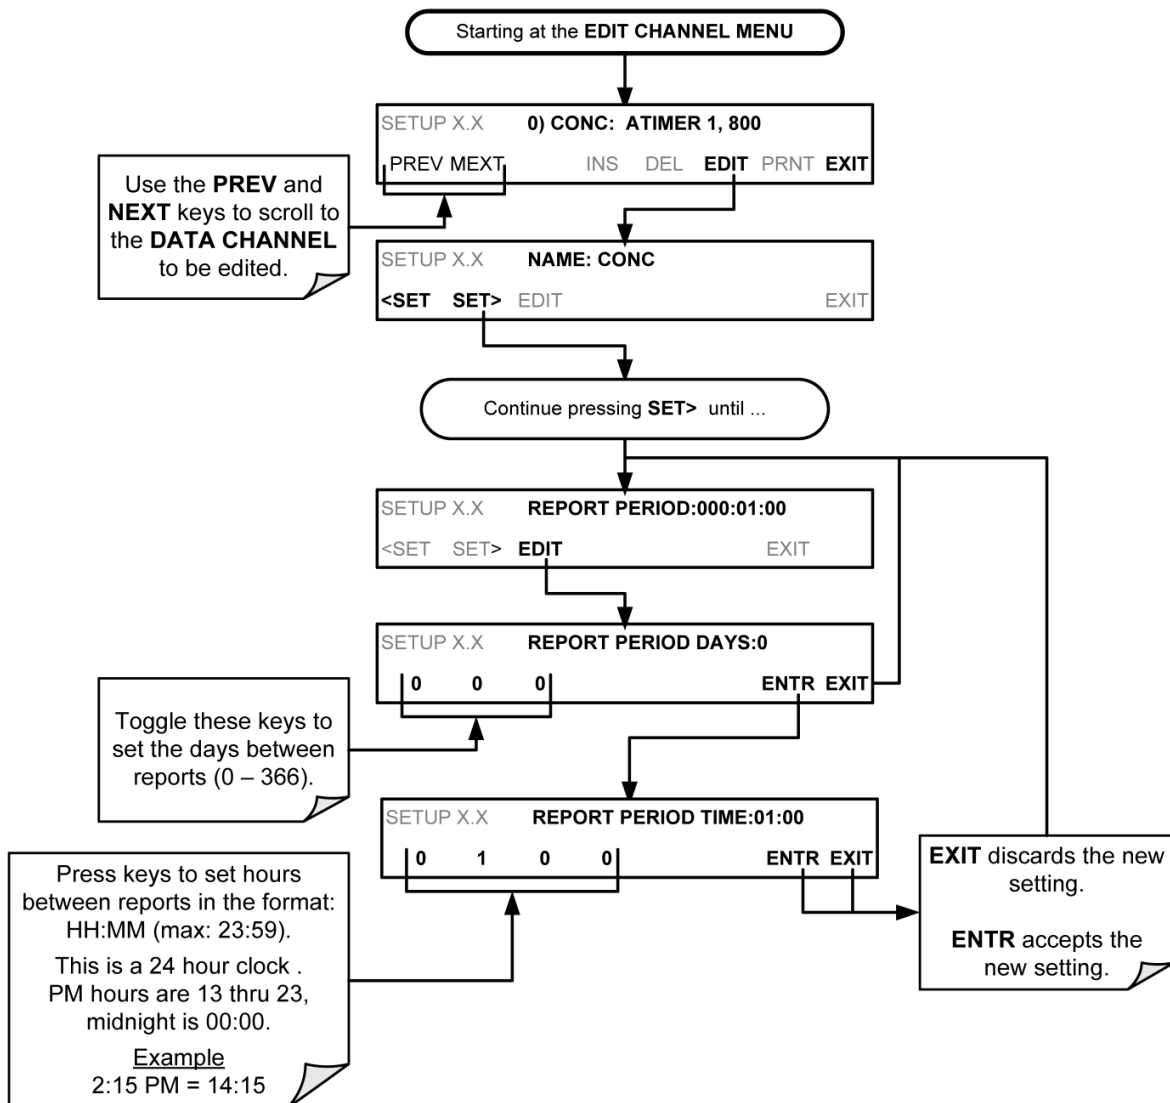 Starting at the EDIT CHANNEL MENU
SETUP X.X 0) CONC: ATIMER 1, 800
PREV MEXT INS DEL EDIT PRNT EXIT
Use the PREV and
NEXT keys to scroll to
the DATA CHANNEL
to be edited.
SETUP X.X NAME: CONC
<SET SET> EDIT EXIT
Continue pressing SET> until ...
SETUP X.X REPORT PERIOD:000:01:00
<SET SET> EDIT EXIT
SETUP X.X REPORT PERIOD DAYS:0
0 0 0 ENTR EXIT
Toggle these keys to
set the days between
reports (0 – 366).
SETUP X.X REPORT PERIOD TIME:01:00
0 1 0 0 ENTR EXIT
Press keys to set hours
between reports in the format:
HH:MM (max: 23:59).
This is a 24 hour clock .
PM hours are 13 thru 23,
midnight is 00:00.
Example
2:15 PM = 14:15
EXIT discards the new
setting.
ENTR accepts the
new setting.